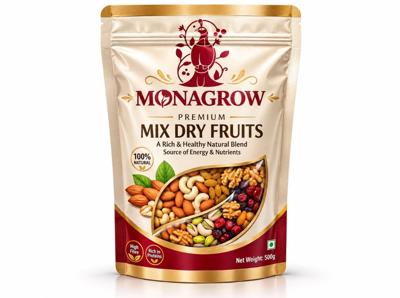 MONAGROW
PREMIUM
MIX DRY FRUITS
A Rich & Healthy Natural Blend
Source of Energy & Nutrients
100%
NATURAL
High
Fibre
Rich in
Proteins
Net Weight: 500g